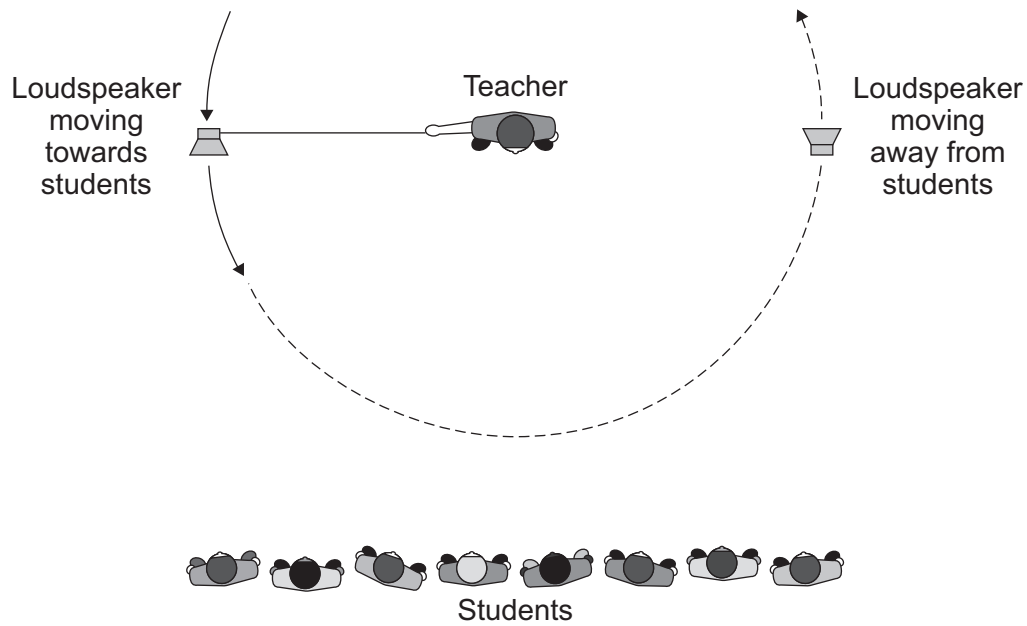 Teacher
Loudspeaker
moving
towards
students
Loudspeaker
moving
away from
students
Students